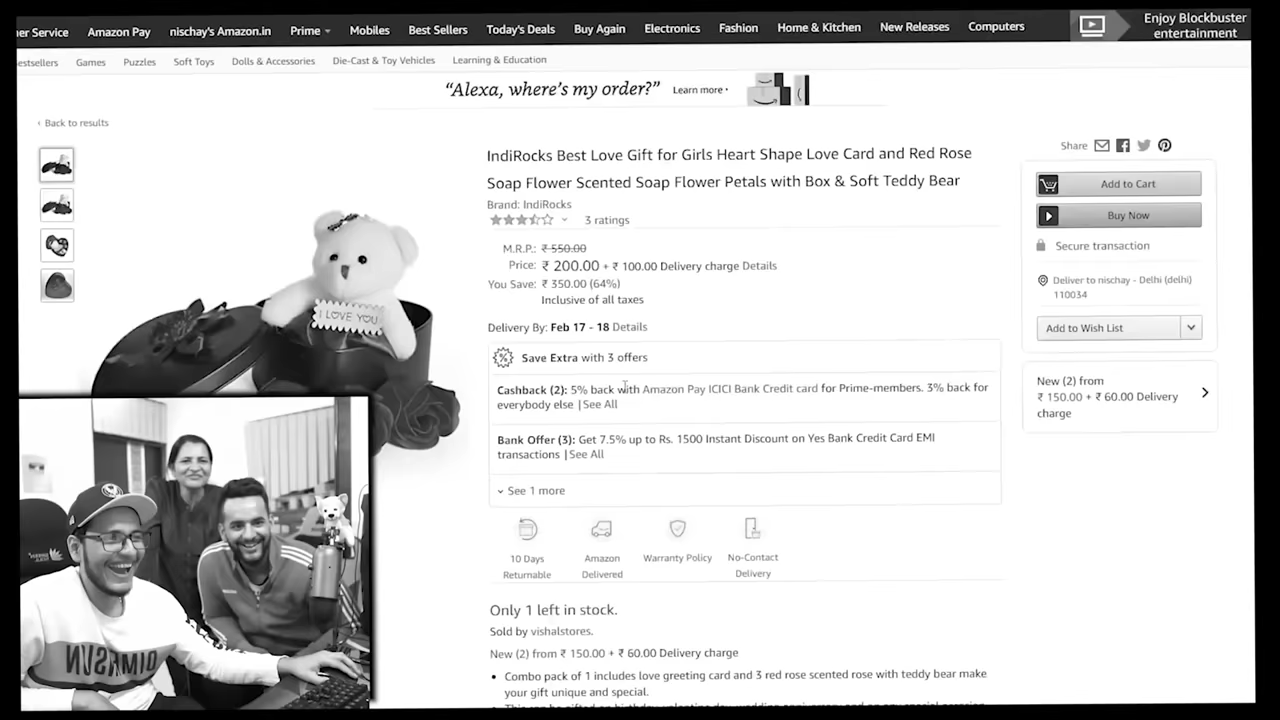 er Service Amazon Pay nischay's Amazon.in Prime Mobiles Best Sellers Today's Deals Buy Again Electronics Fashion Home & Kitchen New Releases Computers Enjoy Blockbuster entertainment
estsellers Games Puzzles Soft Toys Dolls & Accessories Die-Cast & Toy Vehicles Learning & Education
"Alexa, where's my order?" Learn more ›
‹ Back to results
IndiRocks Best Love Gift for Girls Heart Shape Love Card and Red Rose
Soap Flower Scented Soap Flower Petals with Box & Soft Teddy Bear
Brand: IndiRocks
3 ratings
M.R.P.: ₹ 550.00
Price: ₹ 200.00 + ₹ 100.00 Delivery charge Details
You Save: ₹ 350.00 (64%)
Inclusive of all taxes
Delivery By: Feb 17 - 18 Details
Save Extra with 3 offers
Cashback (2): 5% back with Amazon Pay ICICI Bank Credit card for Prime-members. 3% back for
everybody else | See All
Bank Offer (3): Get 7.5% up to Rs. 1500 Instant Discount on Yes Bank Credit Card EMI
transactions | See All
See 1 more
10 Days Returnable
Amazon Delivered
Warranty Policy
No-Contact Delivery
Only 1 left in stock.
Sold by vishalstores.
New (2) from ₹ 150.00 + ₹ 60.00 Delivery charge
• Combo pack of 1 includes love greeting card and 3 red rose scented rose with teddy bear make
your gift unique and special.
Share
Add to Cart
Buy Now
Secure transaction
Deliver to nischay - Delhi (delhi)
110034
Add to Wish List
New (2) from
₹ 150.00 + ₹ 60.00 Delivery
charge
I LOVE YOU